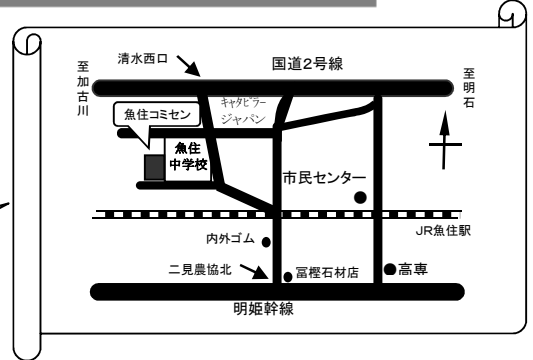 清水西口
国道2号線
至加古川
至明石
キャタピラー
ジャパン
魚住コミセン
魚住
中学校
市民センター
JR魚住駅
内外ゴム
二見農協北
冨樫石材店
高専
明姫幹線